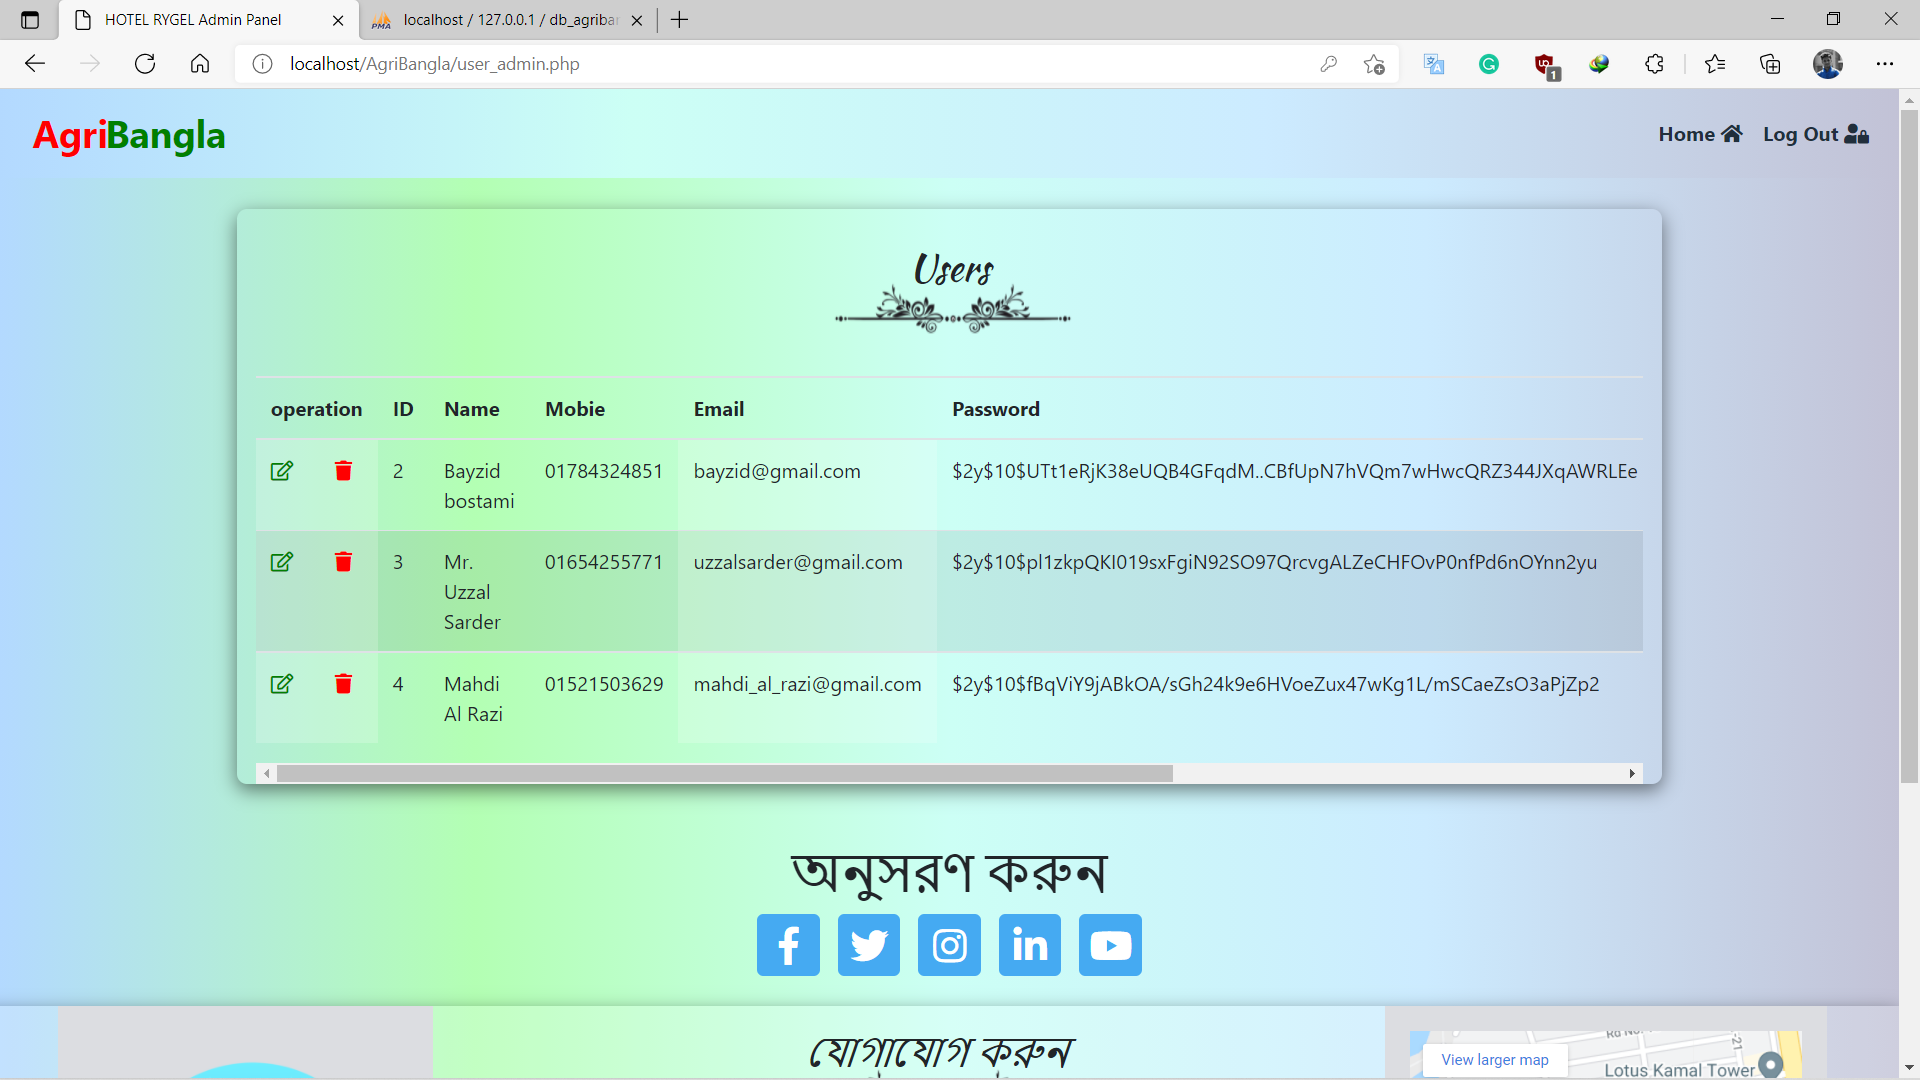 HOTEL RYGEL Admin Panel
localhost / 127.0.0.1 / db_agriba
localhost/AgriBangla/user_admin.php
1
AgriBangla
Home
Log Out
Users
operation ID Name Mobie Email Password
2 Bayzid 01784324851 bayzid@gmail.com $2y$10$UTt1eRjK38eUQB4GFqdM..CBfUpN7hVQm7wHwcQRZ344JXqAWRLEe
bostami
3 Mr. 01654255771 uzzalsarder@gmail.com $2y$10$pl1zkpQKI019sxFgiN92SO97QrcvgALZeCHFOvP0nfPd6nOYnn2yu
Uzzal
Sarder
4 Mahdi 01521503629 mahdi_al_razi@gmail.com $2y$10$fBqViY9jABkOA/sGh24k9e6HVoeZux47wKg1L/mSCaeZsO3aPjZp2
Al Razi
অনুসরণ করুন
যোগাযোগ করুন
View larger map
Lotus Kamal Tower